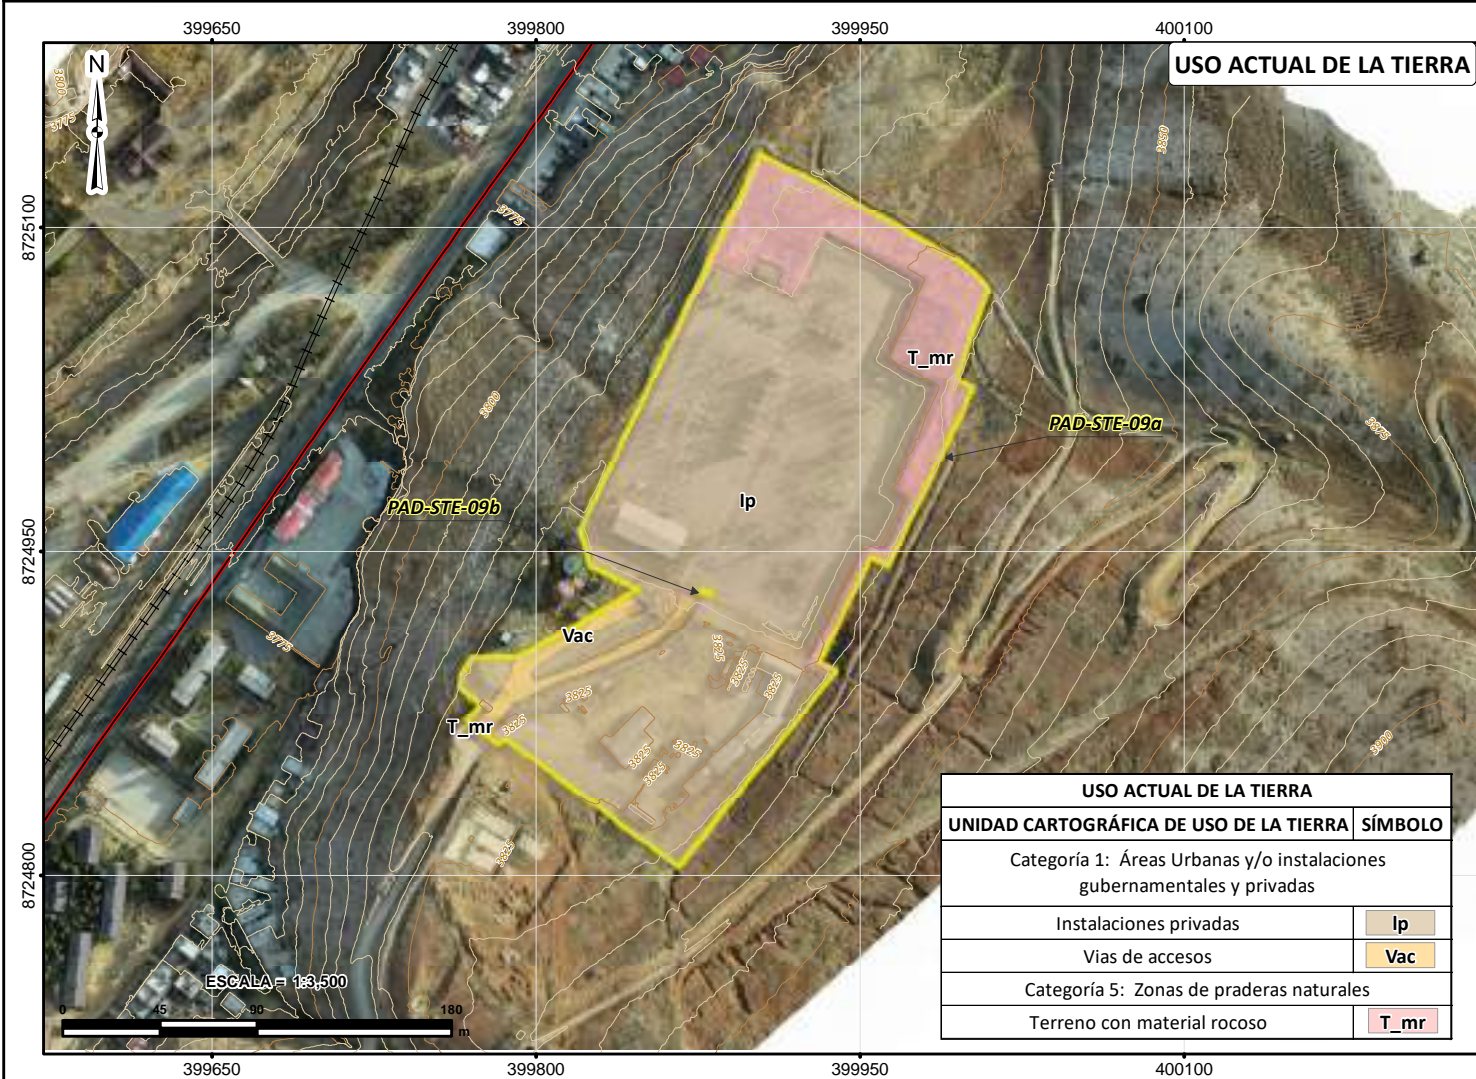 399650
399800
399950
400100
USO ACTUAL DE LA TIERRA
N
3800
3775
3850
8725100
3775
3800
T_mr
PAD-STE-09a
3875
Ip
PAD-STE-09b
8724950
Vac
3775
3825
3825
3825
3825
T_mr
3825
3825
3825
3825
3900
3825
8724800
USO ACTUAL DE LA TIERRA
UNIDAD CARTOGRÁFICA DE USO DE LA TIERRA SÍMBOLO
Categoría 1: Áreas Urbanas y/o instalaciones
gubernamentales y privadas
Instalaciones privadas Ip
Vias de accesos Vac
Categoría 5: Zonas de praderas naturales
Terreno con material rocoso T_mr
ESCALA = 1:3,500
0 45 90 180
m
399650
399800
399950
400100